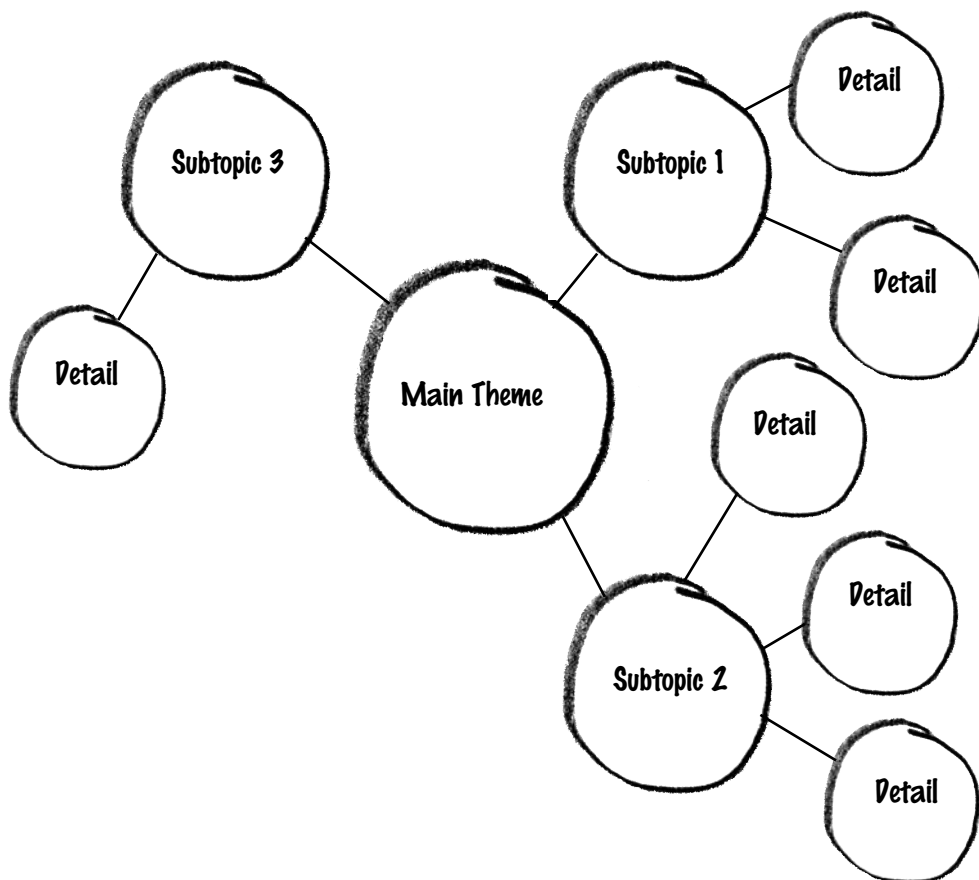 Detail
Subtopic 3
Subtopic 1
Detail
Detail
Main Theme
Detail
Detail
Subtopic 2
Detail